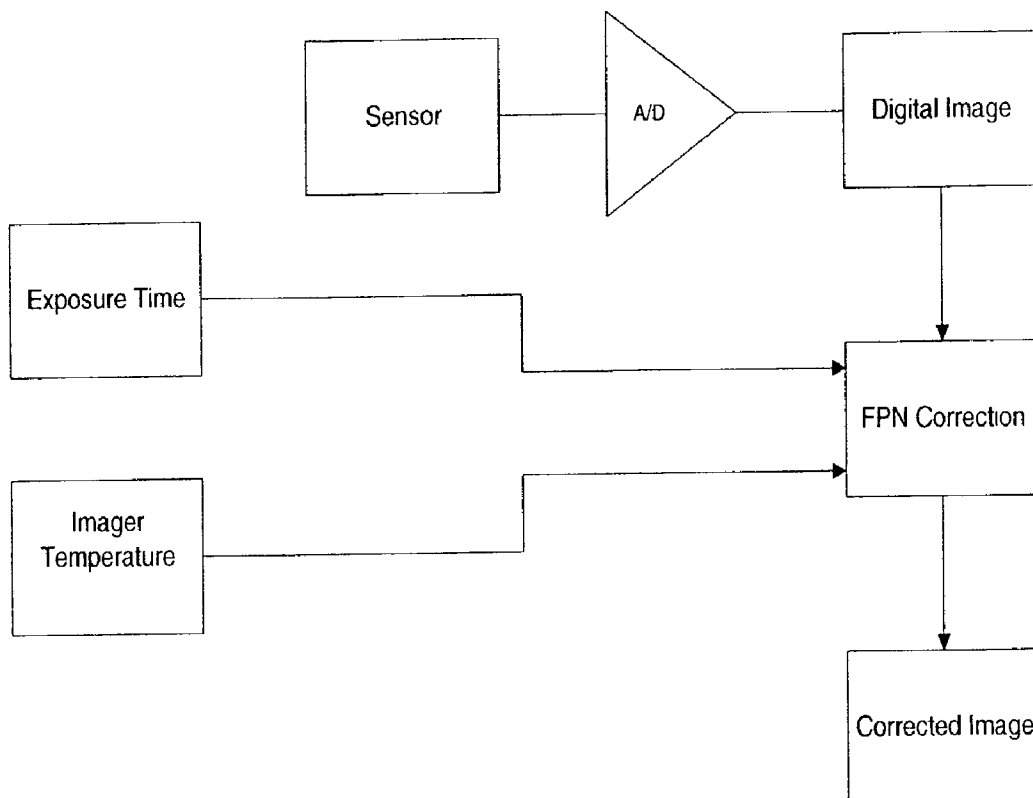 Sensor
A/D
Digital Image
Exposure Time
FPN Correction
Imager
Temperature
Corrected Image